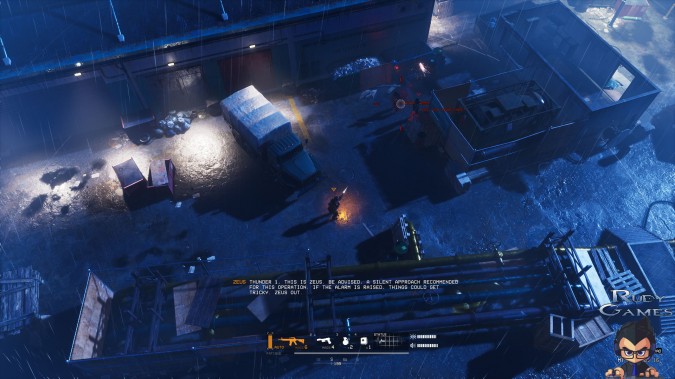 ZEUS THUNDER 1. THIS IS ZEUS. BE ADVISED. A SILENT APPROACH RECOMMENDED
FOR THIS OPERATION. IF THE ALARM IS RAISED. THINGS COULD GET
TRICKY. ZEUS OUT.
RUDY
GAMES